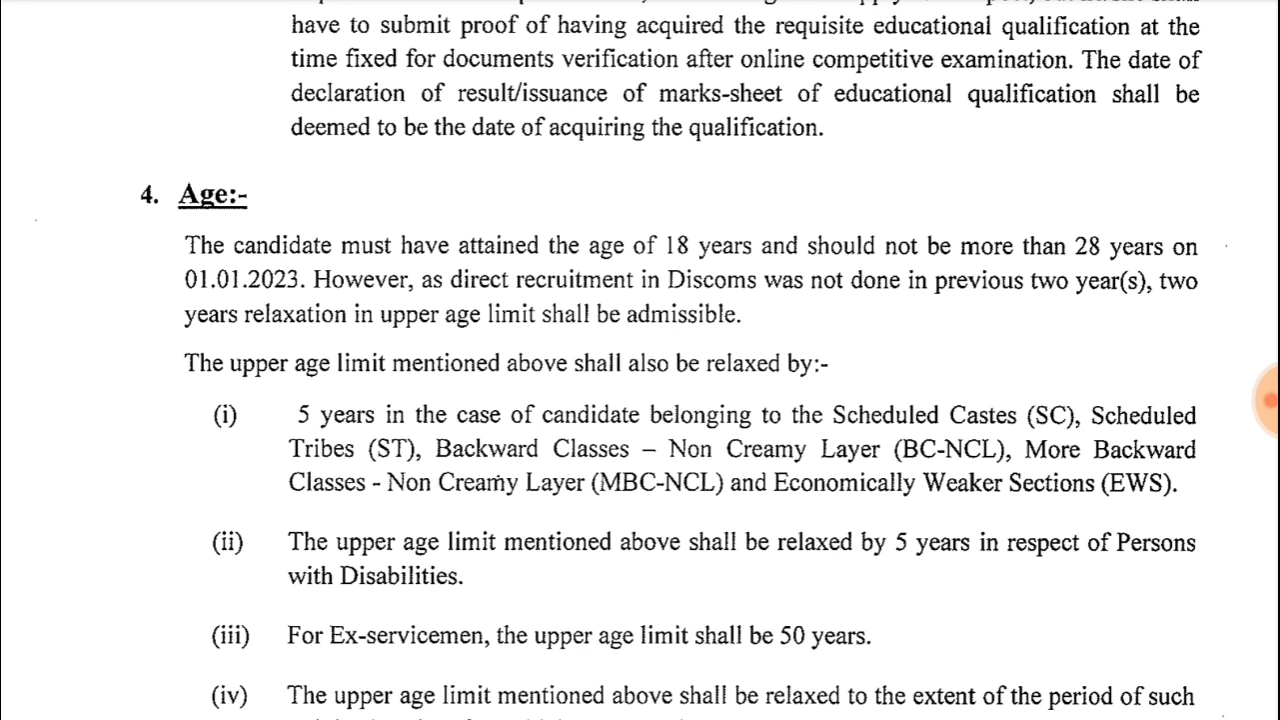 have to submit proof of having acquired the requisite educational qualification at the
time fixed for documents verification after online competitive examination. The date of
declaration of result/issuance of marks-sheet of educational qualification shall be
deemed to be the date of acquiring the qualification.
4. Age:-
The candidate must have attained the age of 18 years and should not be more than 28 years on
01.01.2023. However, as direct recruitment in Discoms was not done in previous two year(s), two
years relaxation in upper age limit shall be admissible.
The upper age limit mentioned above shall also be relaxed by:-
(i) 5 years in the case of candidate belonging to the Scheduled Castes (SC), Scheduled
Tribes (ST), Backward Classes – Non Creamy Layer (BC-NCL), More Backward
Classes - Non Creamy Layer (MBC-NCL) and Economically Weaker Sections (EWS).
(ii) The upper age limit mentioned above shall be relaxed by 5 years in respect of Persons
with Disabilities.
(iii) For Ex-servicemen, the upper age limit shall be 50 years.
(iv) The upper age limit mentioned above shall be relaxed to the extent of the period of such